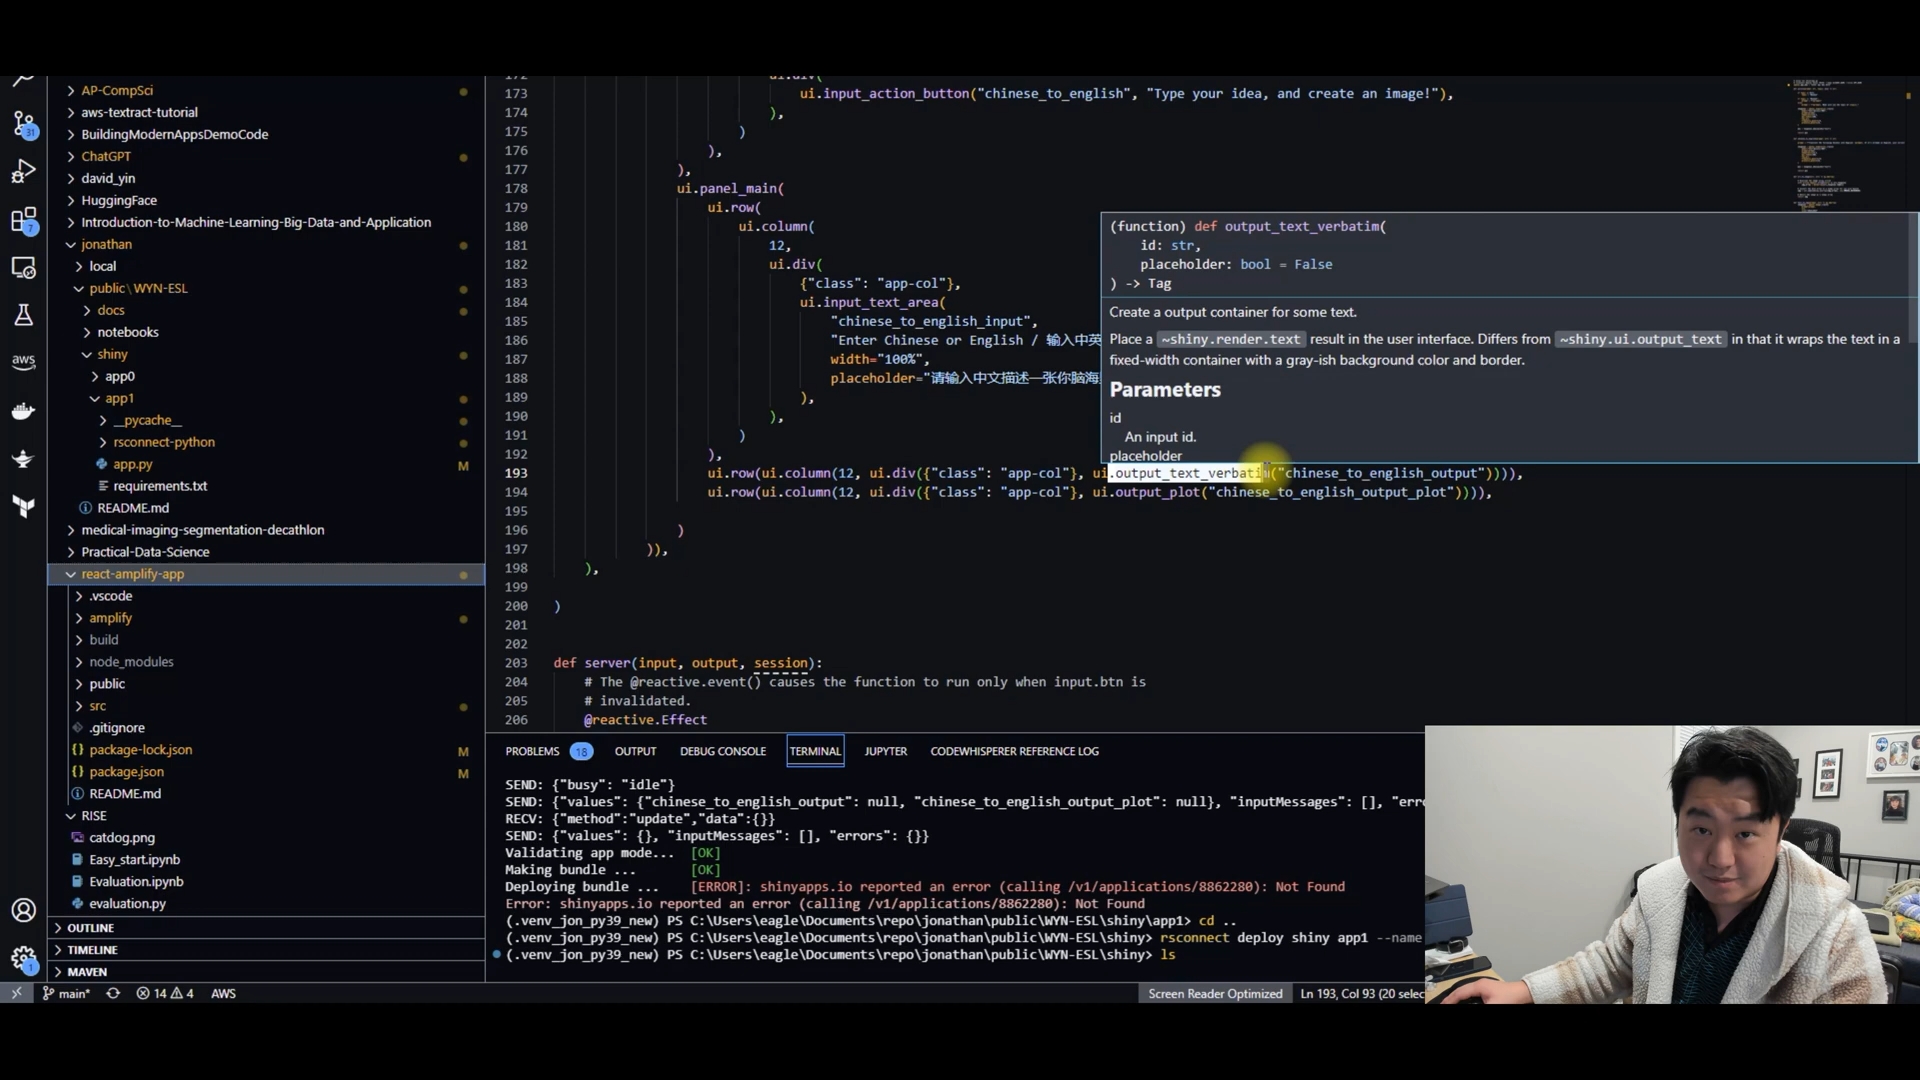 AP-CompSci
aws-textract-tutorial
BuildingModernAppsDemoCode
ChatGPT
david_yin
HuggingFace
Introduction-to-Machine-Learning-Big-Data-and-Application
jonathan
local
public\WYN-ESL
docs
notebooks
shiny
app0
app1
__pycache__
rsconnect-python
app.py M
requirements.txt
README.md
medical-imaging-segmentation-decathlon
Practical-Data-Science
react-amplify-app
.vscode
amplify
build
node_modules
public
src
.gitignore
package-lock.json M
package.json M
README.md
RISE
catdog.png
Easy_start.ipynb
Evaluation.ipynb
evaluation.py
OUTLINE
TIMELINE
MAVEN
31
7
aws
1
172 ui.div(
173 ui.input_action_button("chinese_to_english", "Type your idea, and create an image!"),
174 ),
175 )
176 ),
177 ),
178 ui.panel_main(
179 ui.row(
180 ui.column(
181 12,
182 ui.div(
183 {"class": "app-col"},
184 ui.input_text_area(
185 "chinese_to_english_input",
186 "Enter Chinese or English / 输入中英
187 width="100%",
188 placeholder="请输入中文描述一张你脑海
189 ),
190 ),
191 )
192 ),
193 ui.row(ui.column(12, ui.div({"class": "app-col"}, ui.output_text_verbatim("chinese_to_english_output")))),
194 ui.row(ui.column(12, ui.div({"class": "app-col"}, ui.output_plot("chinese_to_english_output_plot")))),
195
196 )
197 )),
198 ),
199
200 )
201
202
203 def server(input, output, session):
204 # The @reactive.event() causes the function to run only when input.btn is
205 # invalidated.
206 @reactive.Effect
(function) def output_text_verbatim(
id: str,
placeholder: bool = False
) -> Tag
Create a output container for some text.
Place a ~shiny.render.text result in the user interface. Differs from ~shiny.ui.output_text in that it wraps the text in a
fixed-width container with a gray-ish background color and border.
Parameters
id
An input id.
placeholder
PROBLEMS 18 OUTPUT DEBUG CONSOLE TERMINAL JUPYTER CODEWHISPERER REFERENCE LOG
SEND: {"busy": "idle"}
SEND: {"values": {"chinese_to_english_output": null, "chinese_to_english_output_plot": null}, "inputMessages": [], "erro
RECV: {"method":"update","data":{}}
SEND: {"values": {}, "inputMessages": [], "errors": {}}
Validating app mode... [OK]
Making bundle ... [OK]
Deploying bundle ... [ERROR]: shinyapps.io reported an error (calling /v1/applications/8862280): Not Found
Error: shinyapps.io reported an error (calling /v1/applications/8862280): Not Found
(.venv_jon_py39_new) PS C:\Users\eagle\Documents\repo\jonathan\public\WYN-ESL\shiny\app1> cd ..
(.venv_jon_py39_new) PS C:\Users\eagle\Documents\repo\jonathan\public\WYN-ESL\shiny> rsconnect deploy shiny app1 --name
(.venv_jon_py39_new) PS C:\Users\eagle\Documents\repo\jonathan\public\WYN-ESL\shiny> ls
main* 14 4 AWS Screen Reader Optimized Ln 193, Col 93 (20 selec